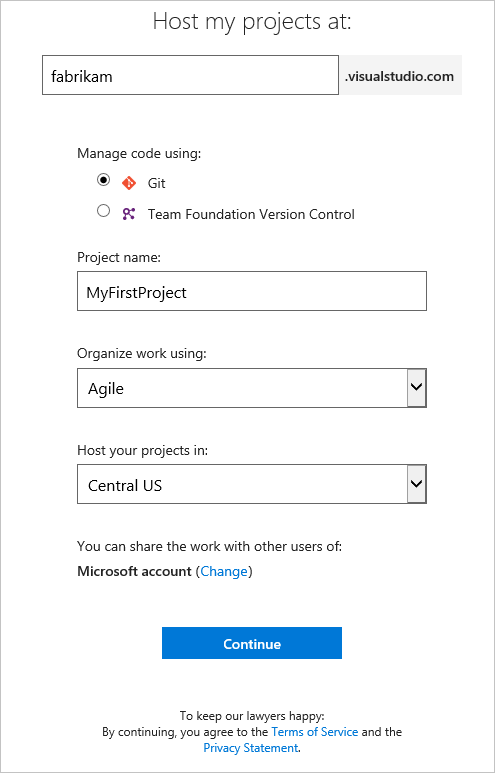 Host my projects at:
fabrikam .visualstudio.com
Manage code using:
Git
Team Foundation Version Control
Project name:
MyFirstProject
Organize work using:
Agile
Host your projects in:
Central US
You can share the work with other users of:
Microsoft account (Change)
Continue
To keep our lawyers happy:
By continuing, you agree to the Terms of Service and the
Privacy Statement.